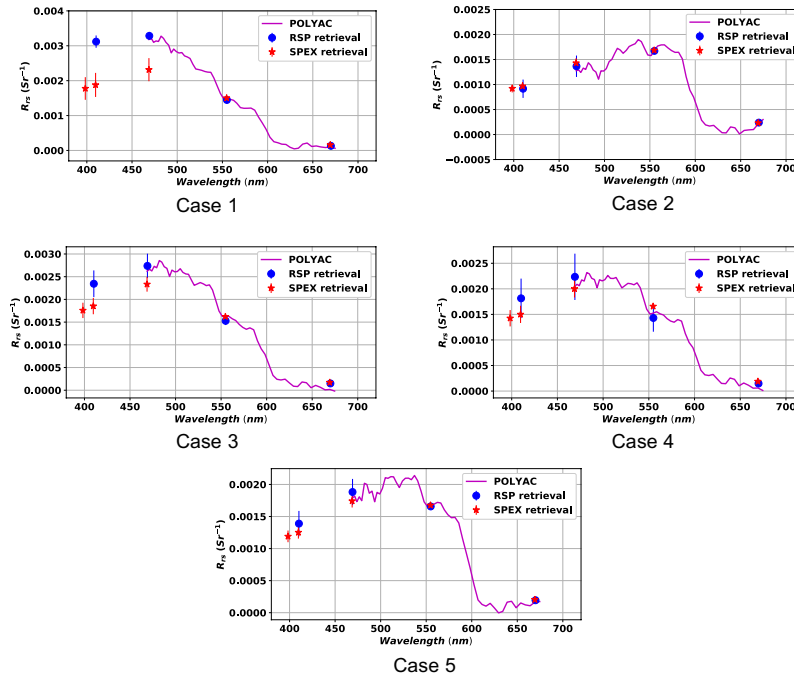 0.004
0.003
0.002
0.001
0.000
R_rs (Sr⁻¹)
POLYAC
RSP retrieval
SPEX retrieval
400 450 500 550 600 650 700
Wavelength (nm)
Case 1
0.0025
0.0020
0.0015
0.0010
0.0005
0.0000
−0.0005
R_rs (Sr⁻¹)
POLYAC
RSP retrieval
SPEX retrieval
400 450 500 550 600 650 700
Wavelength (nm)
Case 2
0.0030
0.0025
0.0020
0.0015
0.0010
0.0005
0.0000
R_rs (Sr⁻¹)
POLYAC
RSP retrieval
SPEX retrieval
400 450 500 550 600 650 700
Wavelength (nm)
Case 3
0.0025
0.0020
0.0015
0.0010
0.0005
0.0000
R_rs (Sr⁻¹)
POLYAC
RSP retrieval
SPEX retrieval
400 450 500 550 600 650 700
Wavelength (nm)
Case 4
0.0020
0.0015
0.0010
0.0005
0.0000
R_rs (Sr⁻¹)
POLYAC
RSP retrieval
SPEX retrieval
400 450 500 550 600 650 700
Wavelength (nm)
Case 5